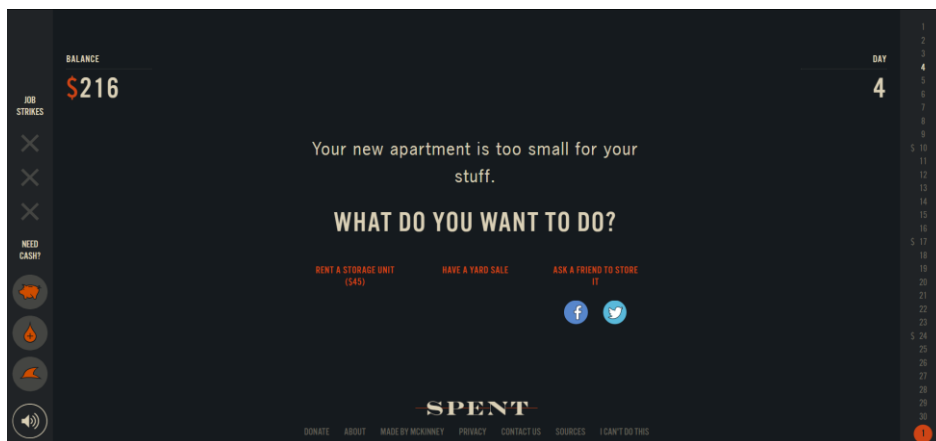 BALANCE
$216
DAY
4
JOB
STRIKES
NEED
CASH?
Your new apartment is too small for your
stuff.
WHAT DO YOU WANT TO DO?
RENT A STORAGE UNIT
($45)
HAVE A YARD SALE
ASK A FRIEND TO STORE
IT
SPENT
DONATE ABOUT MADE BY MCKINNEY PRIVACY CONTACT US SOURCES I CAN'T DO THIS
1
2
3
4
5
6
7
8
9
$ 10
11
12
13
14
15
16
$ 17
18
19
20
21
22
23
$ 24
25
26
27
28
29
30
1